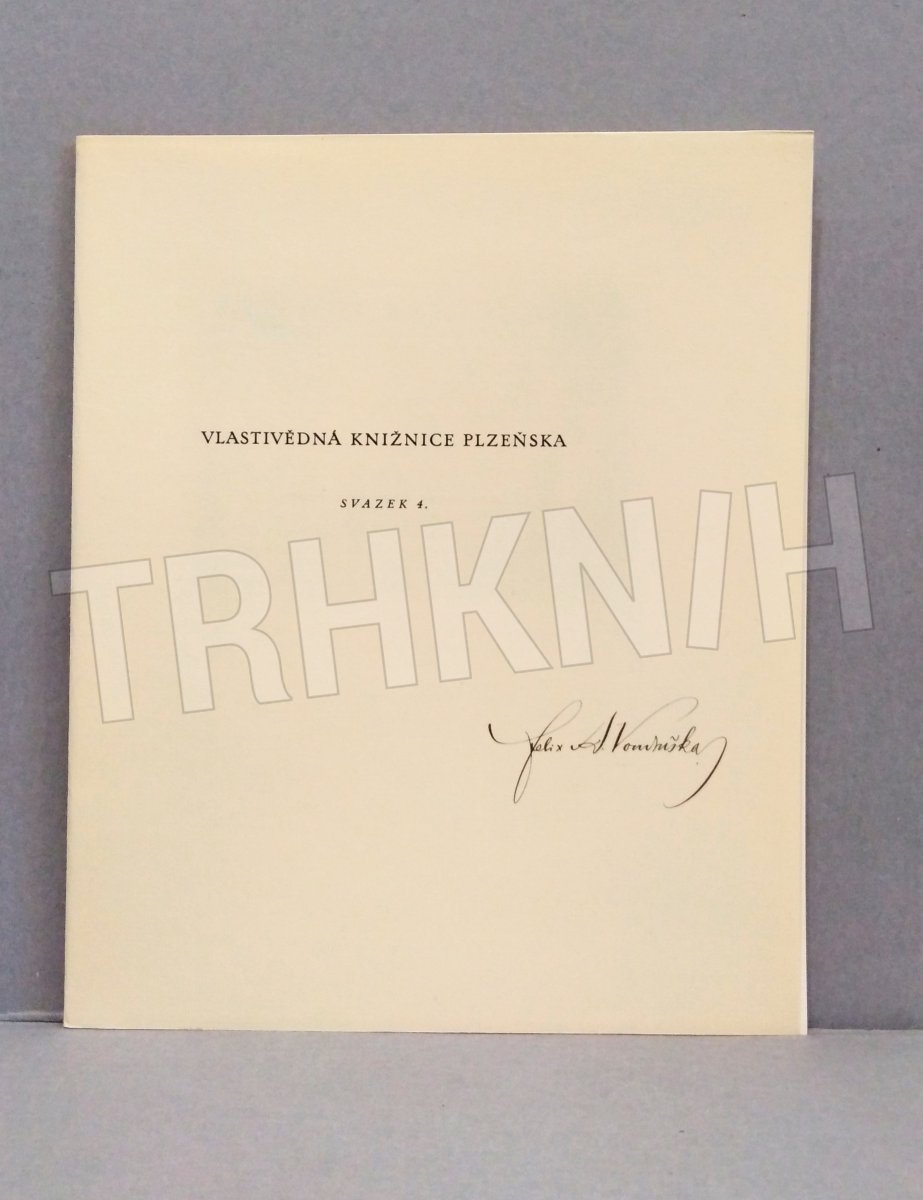 VLASTIVĚDNÁ KNIŽNICE PLZEŇSKA
SVAZEK 4.
TRHKNIH
Felix A. J. Vondruška